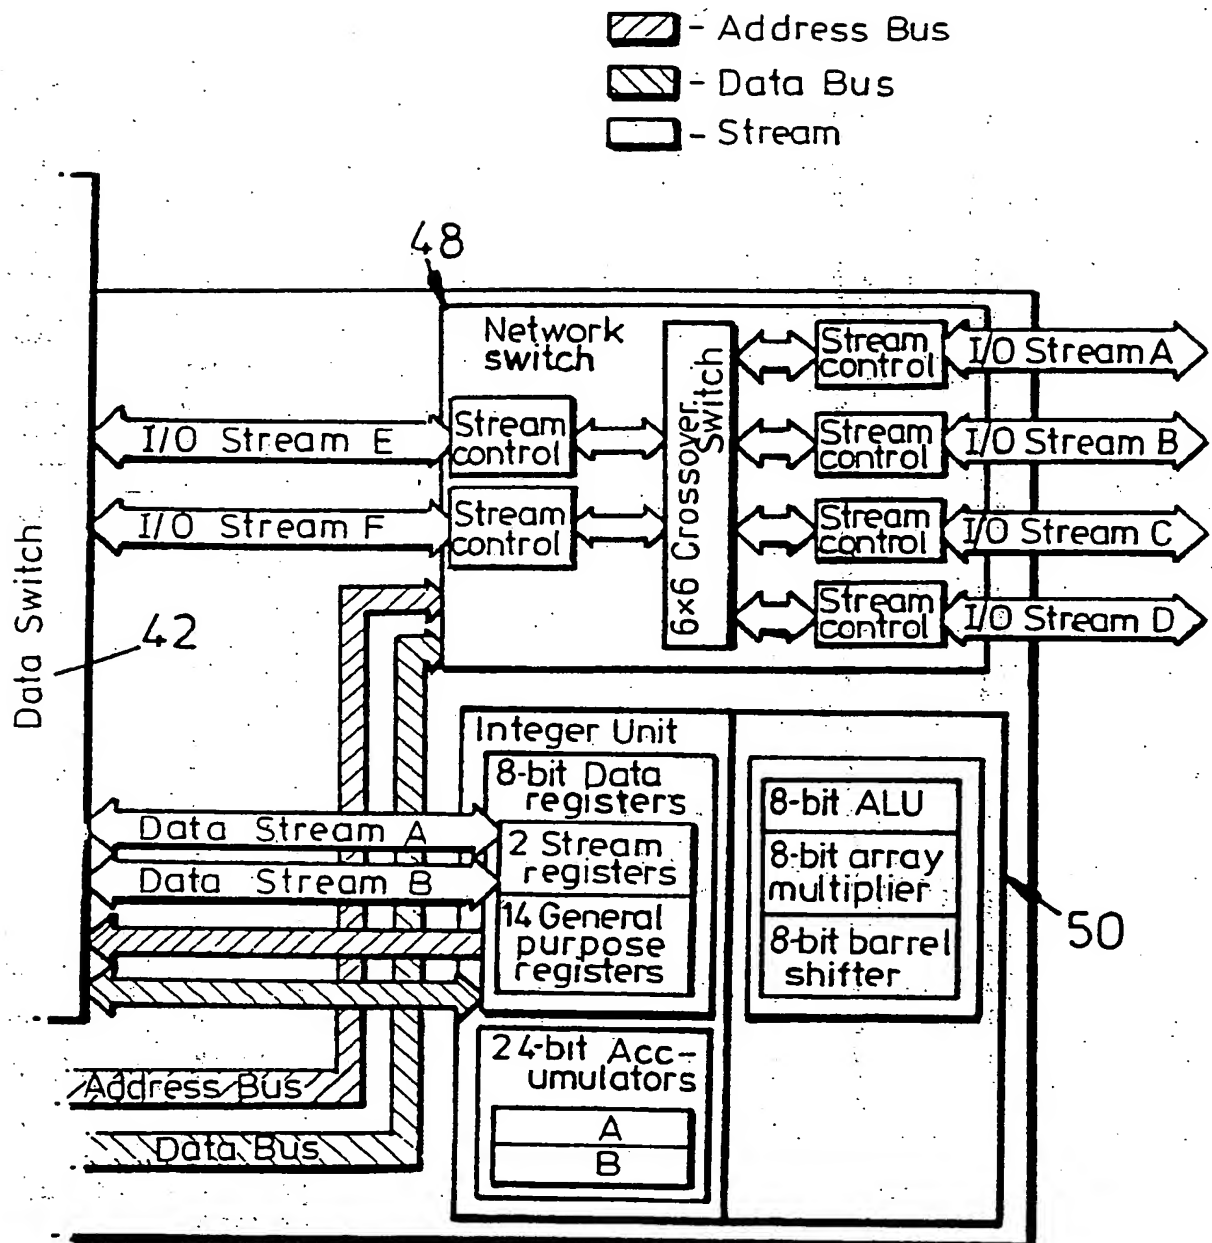 - Address Bus
- Data Bus
- Stream
48
Network
switch
6×6 Crossover
Switch
Stream
control
I/O Stream A
Stream
control
I/O Stream B
Stream
control
I/O Stream C
Stream
control
I/O Stream D
I/O Stream E
Stream
control
I/O Stream F
Stream
control
Data Switch
42
Integer Unit
8-bit Data
registers
2 Stream
registers
14 General
purpose
registers
Data Stream A
Data Stream B
8-bit ALU
8-bit array
multiplier
8-bit barrel
shifter
50
24-bit Acc-
umulators
A
B
Address Bus
Data Bus